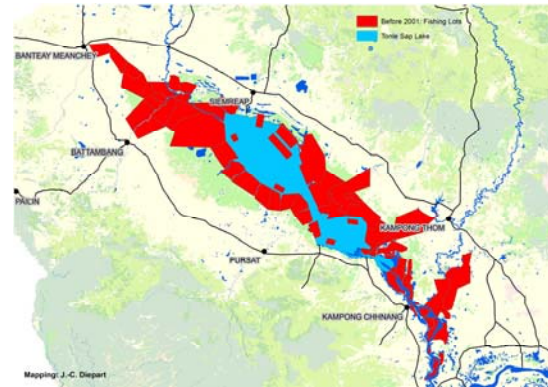 Before 2001: Fishing Lots
Tonle Sap Lake
BANTEAY MEANCHEY
SIEMREAP
BATTAMBANG
PAILIN
KAMPONG THOM
PURSAT
KAMPONG CHHNANG
Mapping: J.-C. Diepart